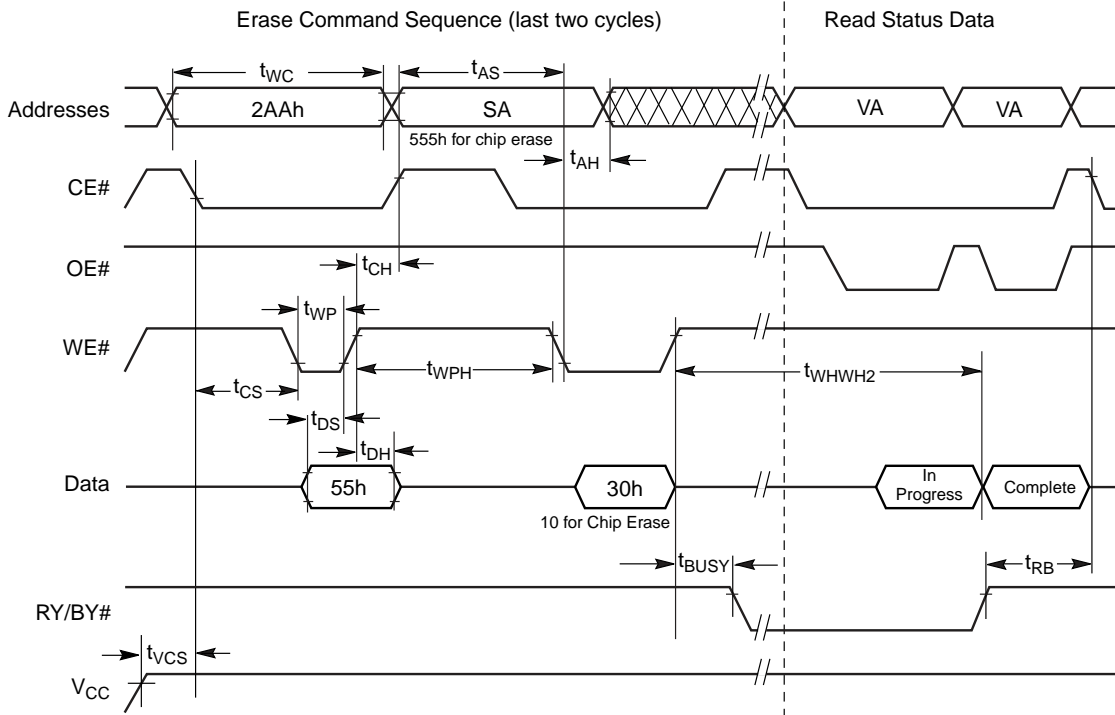 Erase Command Sequence (last two cycles)
Read Status Data
tWC
tAS
Addresses
2AAh
SA
VA
VA
555h for chip erase
tAH
CE#
OE#
tCH
tWP
WE#
tWPH
tWHWH2
tCS
tDS
tDH
Data
55h
30h
In
Progress
Complete
10 for Chip Erase
tBUSY
tRB
RY/BY#
tVCS
VCC